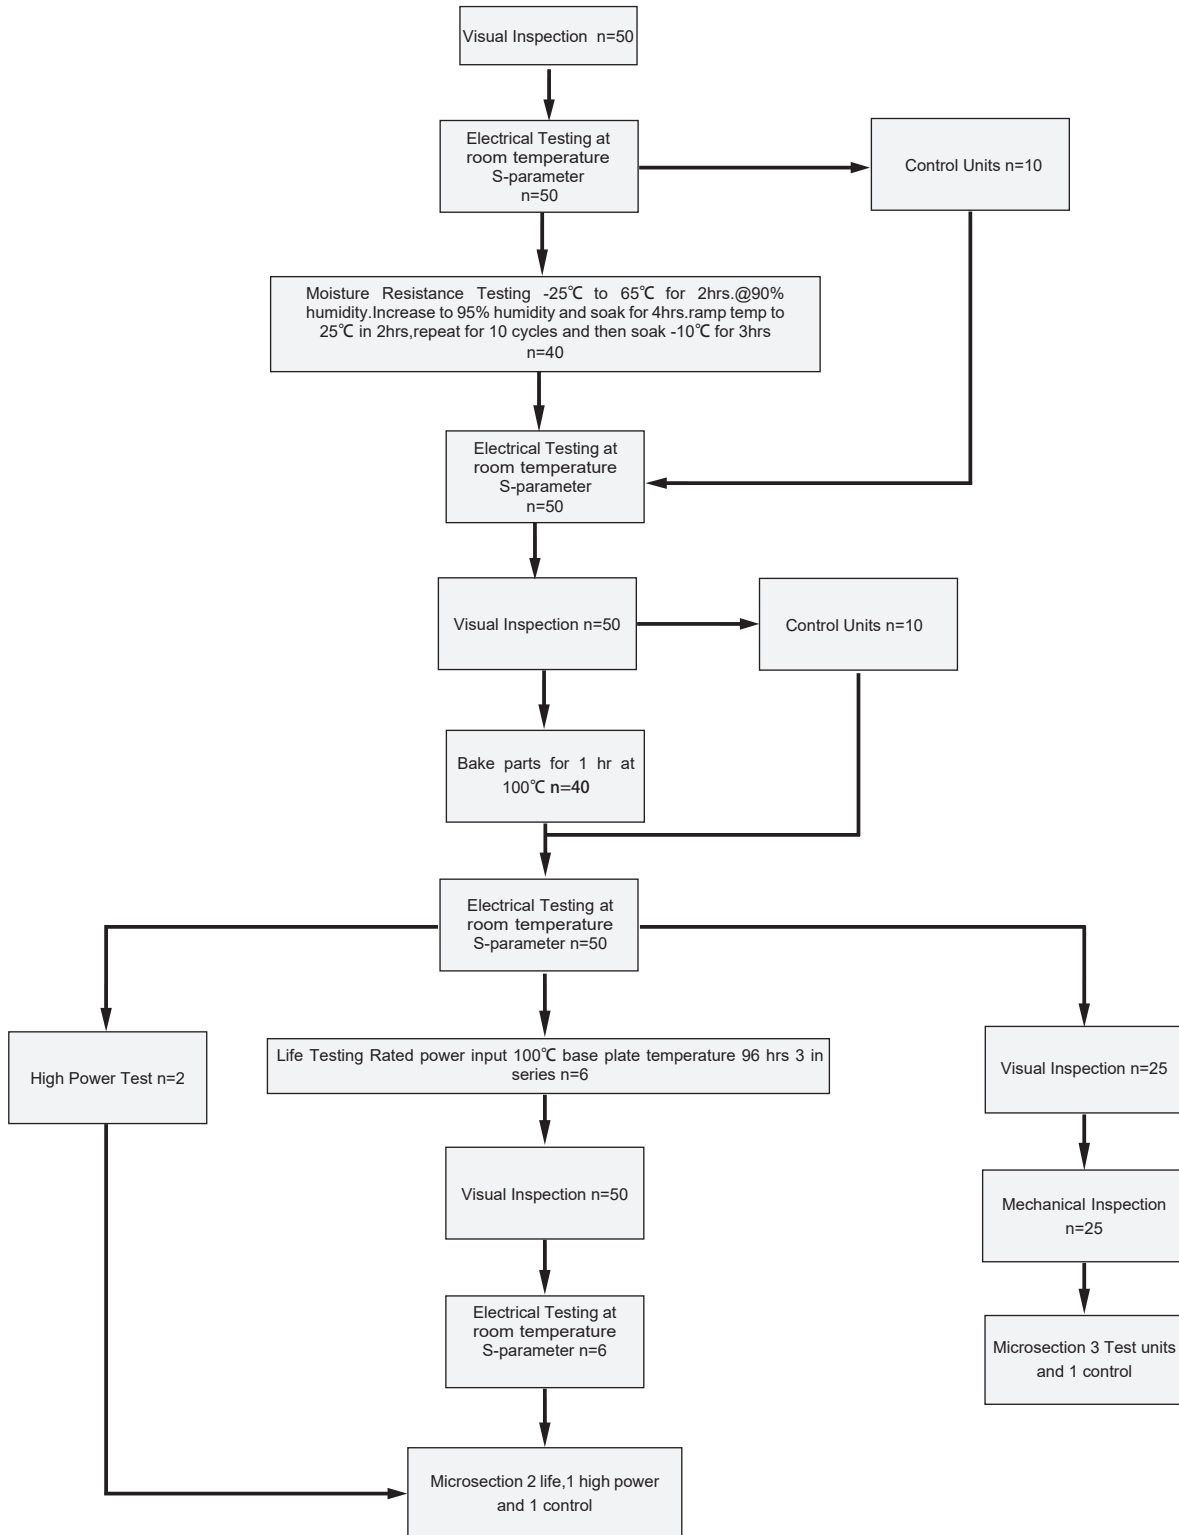 Visual Inspection n=50
Electrical Testing at
room temperature
S-parameter
n=50
Control Units n=10
Moisture Resistance Testing -25℃ to 65℃ for 2hrs.@90%
humidity.Increase to 95% humidity and soak for 4hrs.ramp temp to
25℃ in 2hrs,repeat for 10 cycles and then soak -10℃ for 3hrs
n=40
Electrical Testing at
room temperature
S-parameter
n=50
Visual Inspection n=50
Control Units n=10
Bake parts for 1 hr at
100℃ n=40
Electrical Testing at
room temperature
S-parameter n=50
High Power Test n=2
Life Testing Rated power input 100℃ base plate temperature 96 hrs 3 in
series n=6
Visual Inspection n=25
Visual Inspection n=50
Mechanical Inspection
n=25
Electrical Testing at
room temperature
S-parameter n=6
Microsection 3 Test units
and 1 control
Microsection 2 life,1 high power
and 1 control